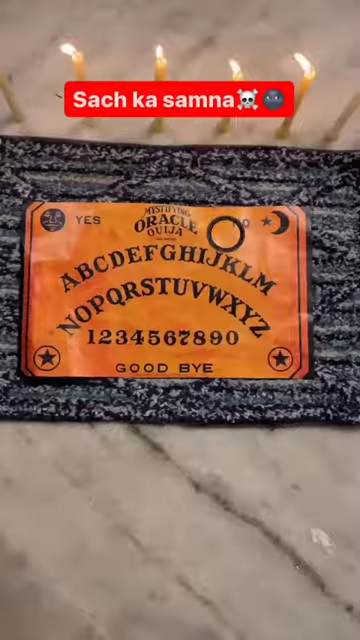 Sach ka samna☠️🌚
YES
MYSTIFYING
ORACLE
OUIJA
NO
ABCDEFGHIJKLM
NOPQRSTUVWXYZ
1234567890
GOOD BYE